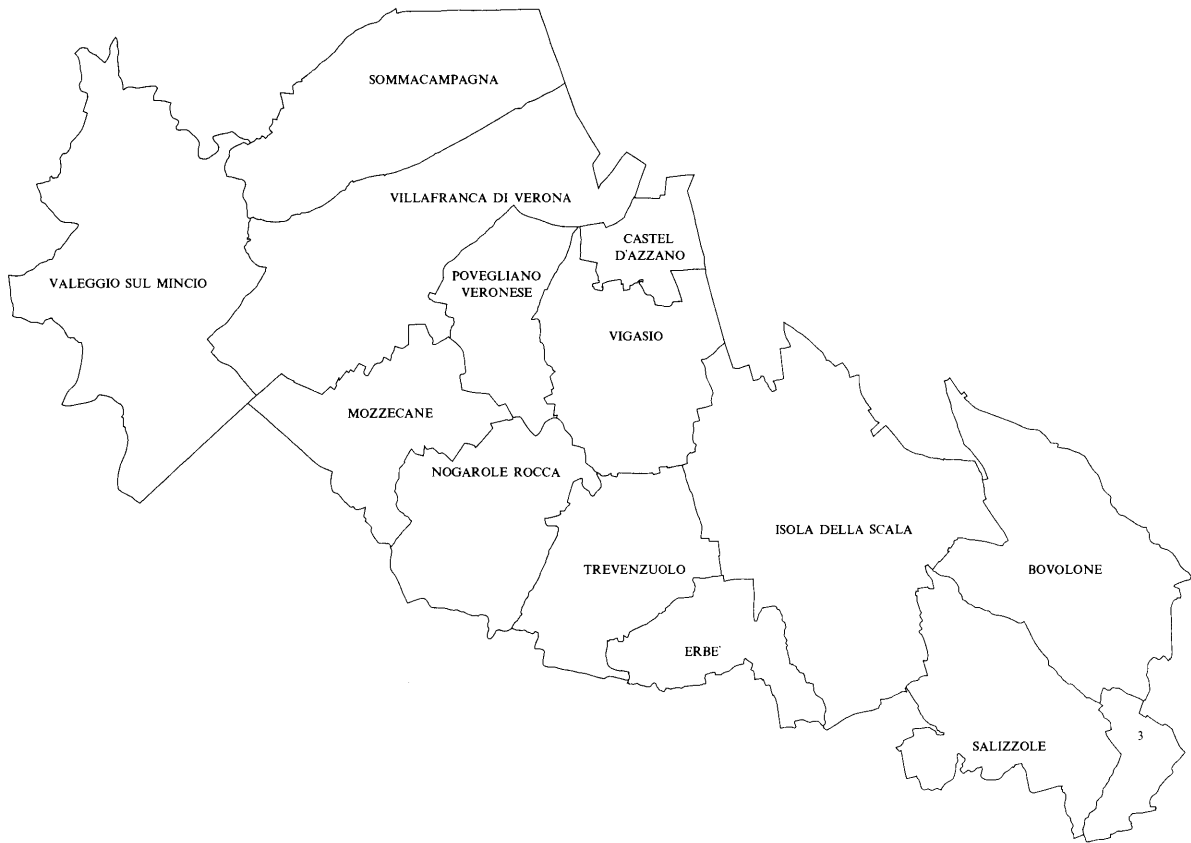 SOMMACAMPAGNA
VILLAFRANCA DI VERONA
CASTEL
D'AZZANO
VALEGGIO SUL MINCIO
POVEGLIANO
VERONESE
VIGASIO
MOZZECANE
NOGAROLE ROCCA
ISOLA DELLA SCALA
TREVENZUOLO
BOVOLONE
ERBE'
3
SALIZZOLE